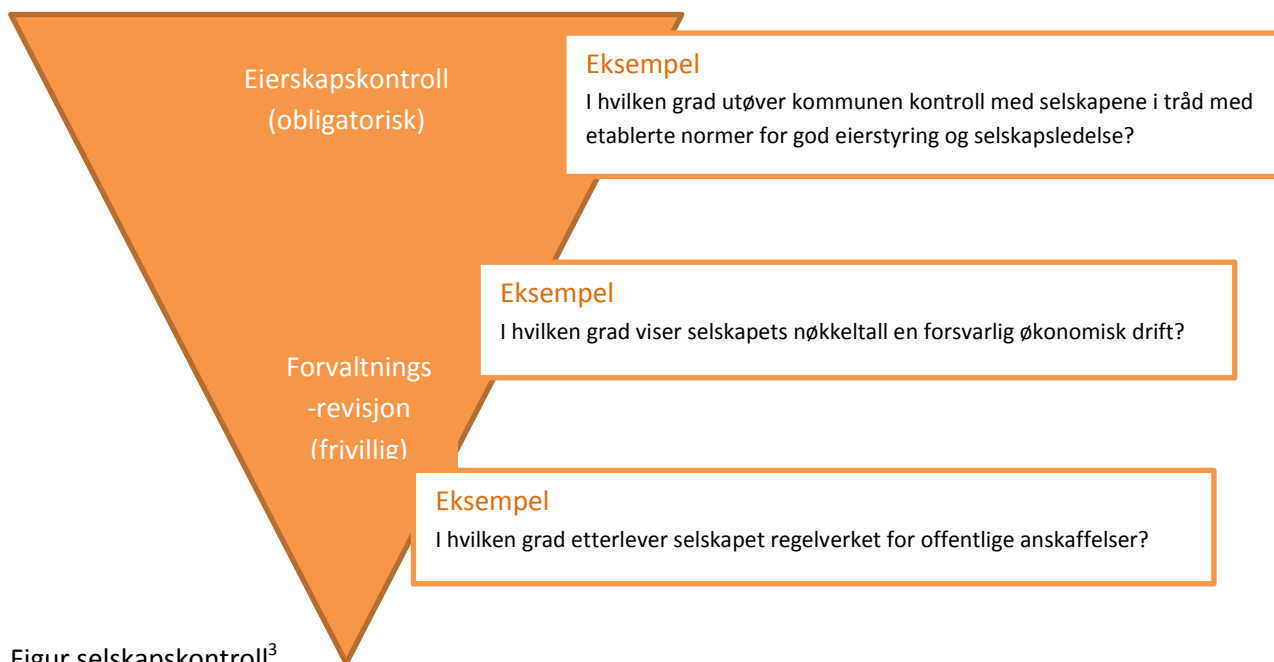 Eierskapskontroll
(obligatorisk)
Eksempel
I hvilken grad utøver kommunen kontroll med selskapene i tråd med
etablerte normer for god eierstyring og selskapsledelse?
Eksempel
I hvilken grad viser selskapets nøkkeltall en forsvarlig økonomisk drift?
Forvaltnings
-revisjon
(frivillig)
Eksempel
I hvilken grad etterlever selskapet regelverket for offentlige anskaffelser?
Figur selskapskontroll³